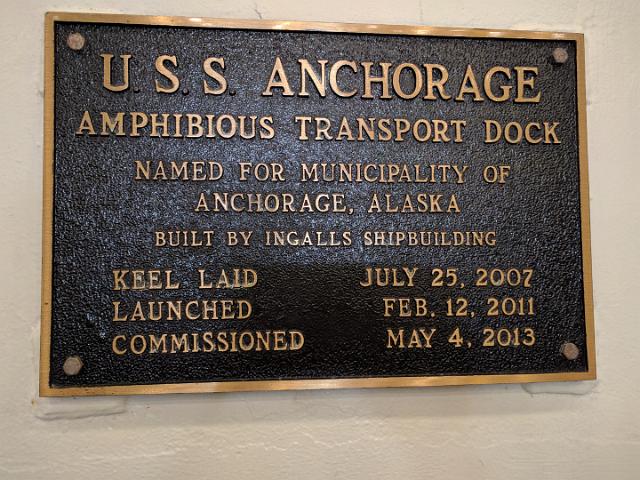 U.S.S. ANCHORAGE
AMPHIBIOUS TRANSPORT DOCK
NAMED FOR MUNICIPALITY OF
ANCHORAGE, ALASKA
BUILT BY INGALLS SHIPBUILDING
KEEL LAID JULY 25, 2007
LAUNCHED FEB. 12, 2011
COMMISSIONED MAY 4, 2013